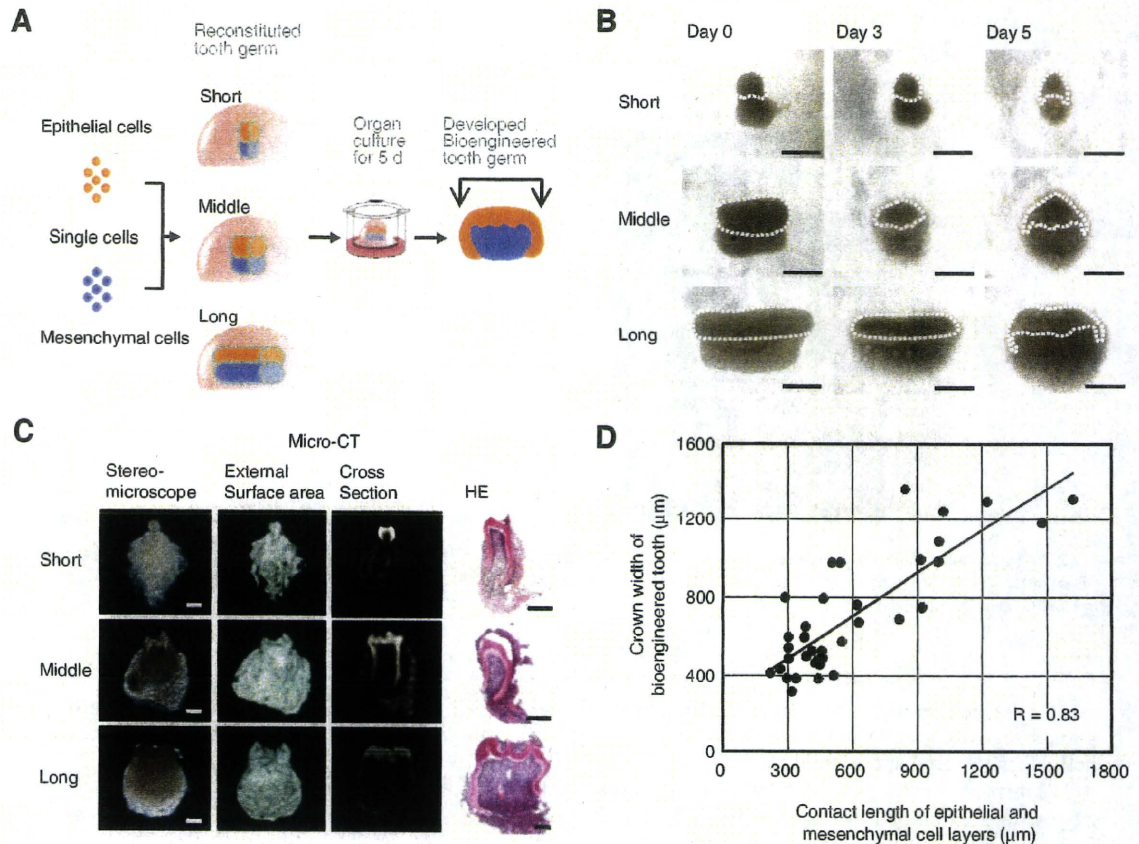 A
Reconstituted
tooth germ
Short
Epithelial cells
Middle
Single cells
Long
Mesenchymal cells
Organ
culture
for 5 d
Developed
Bioengineered
tooth germ
B
Day 0
Day 3
Day 5
Short
Middle
Long
C
Micro-CT
Stereo-
microscope
External
Surface area
Cross
Section
HE
Short
Middle
Long
D
Crown width of
bioengineered tooth (µm)
1600
1200
800
400
0
R = 0.83
0 300 600 900 1200 1500 1800
Contact length of epithelial and
mesenchymal cell layers (µm)